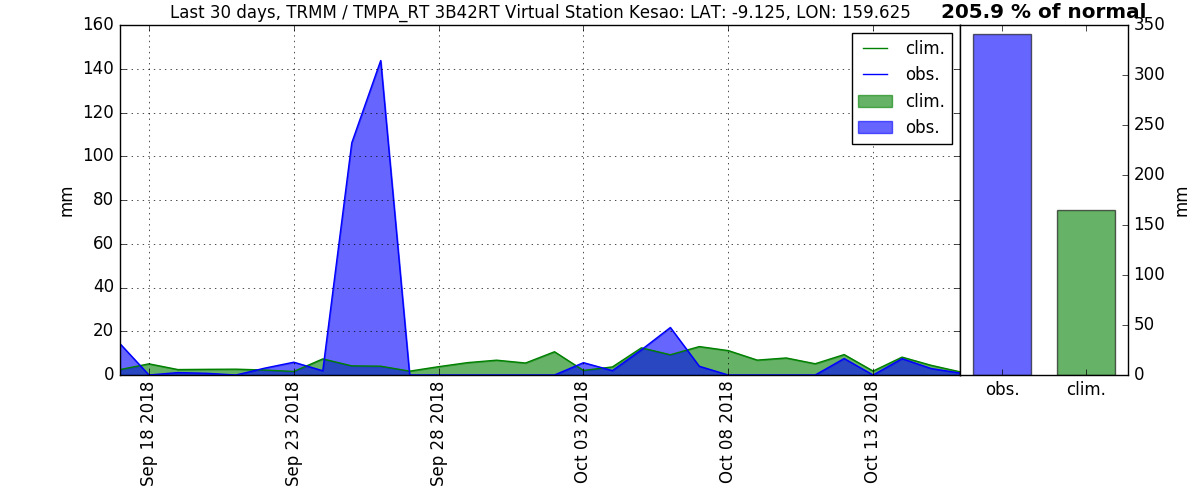 Last 30 days, TRMM / TMPA_RT 3B42RT Virtual Station Kesao: LAT: -9.125, LON: 159.625
205.9 % of normal
160
140
120
100
80
60
40
20
0
mm
clim.
obs.
clim.
obs.
Sep 18 2018
Sep 23 2018
Sep 28 2018
Oct 03 2018
Oct 08 2018
Oct 13 2018
350
300
250
200
150
100
50
0
mm
obs.
clim.